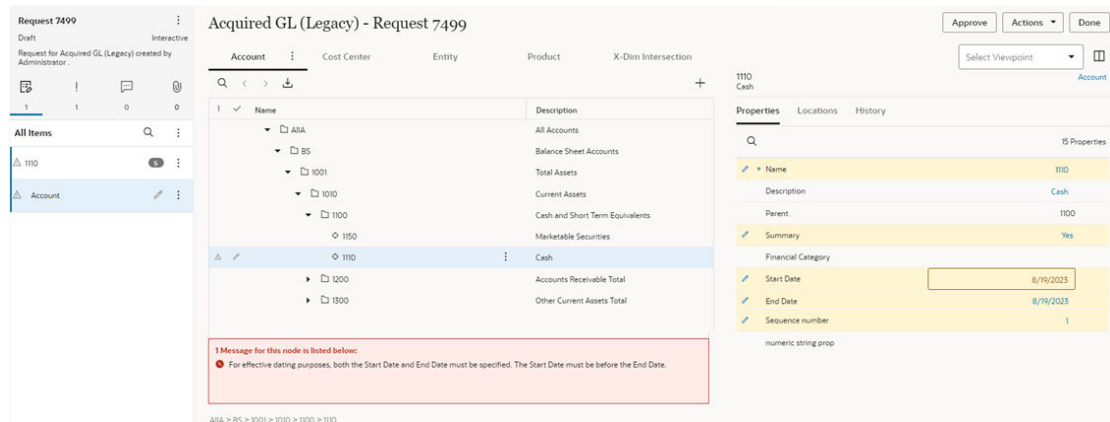 Request 7499
Draft Interactive
Request for Acquired GL (Legacy) created by
Administrator .
1 1 0 0
All Items
1110 5
Account
Acquired GL (Legacy) - Request 7499
Approve Actions Done
Account Cost Center Entity Product X-Dim Intersection
Select Viewpoint
Name Description
AllA All Accounts
BS Balance Sheet Accounts
1001 Total Assets
1010 Current Assets
1100 Cash and Short Term Equivalents
1150 Marketable Securities
1110 Cash
1200 Accounts Receivable Total
1300 Other Current Assets Total
1 Message for this node is listed below:
For effective dating purposes, both the Start Date and End Date must be specified. The Start Date must be before the End Date.
AllA > BS > 1001 > 1010 > 1100 > 1110
1110 Account
Cash
Properties Locations History
15 Properties
* Name 1110
Description Cash
Parent 1100
Summary Yes
Financial Category
Start Date 8/19/2023
End Date 8/19/2023
Sequence number 1
numeric string prop